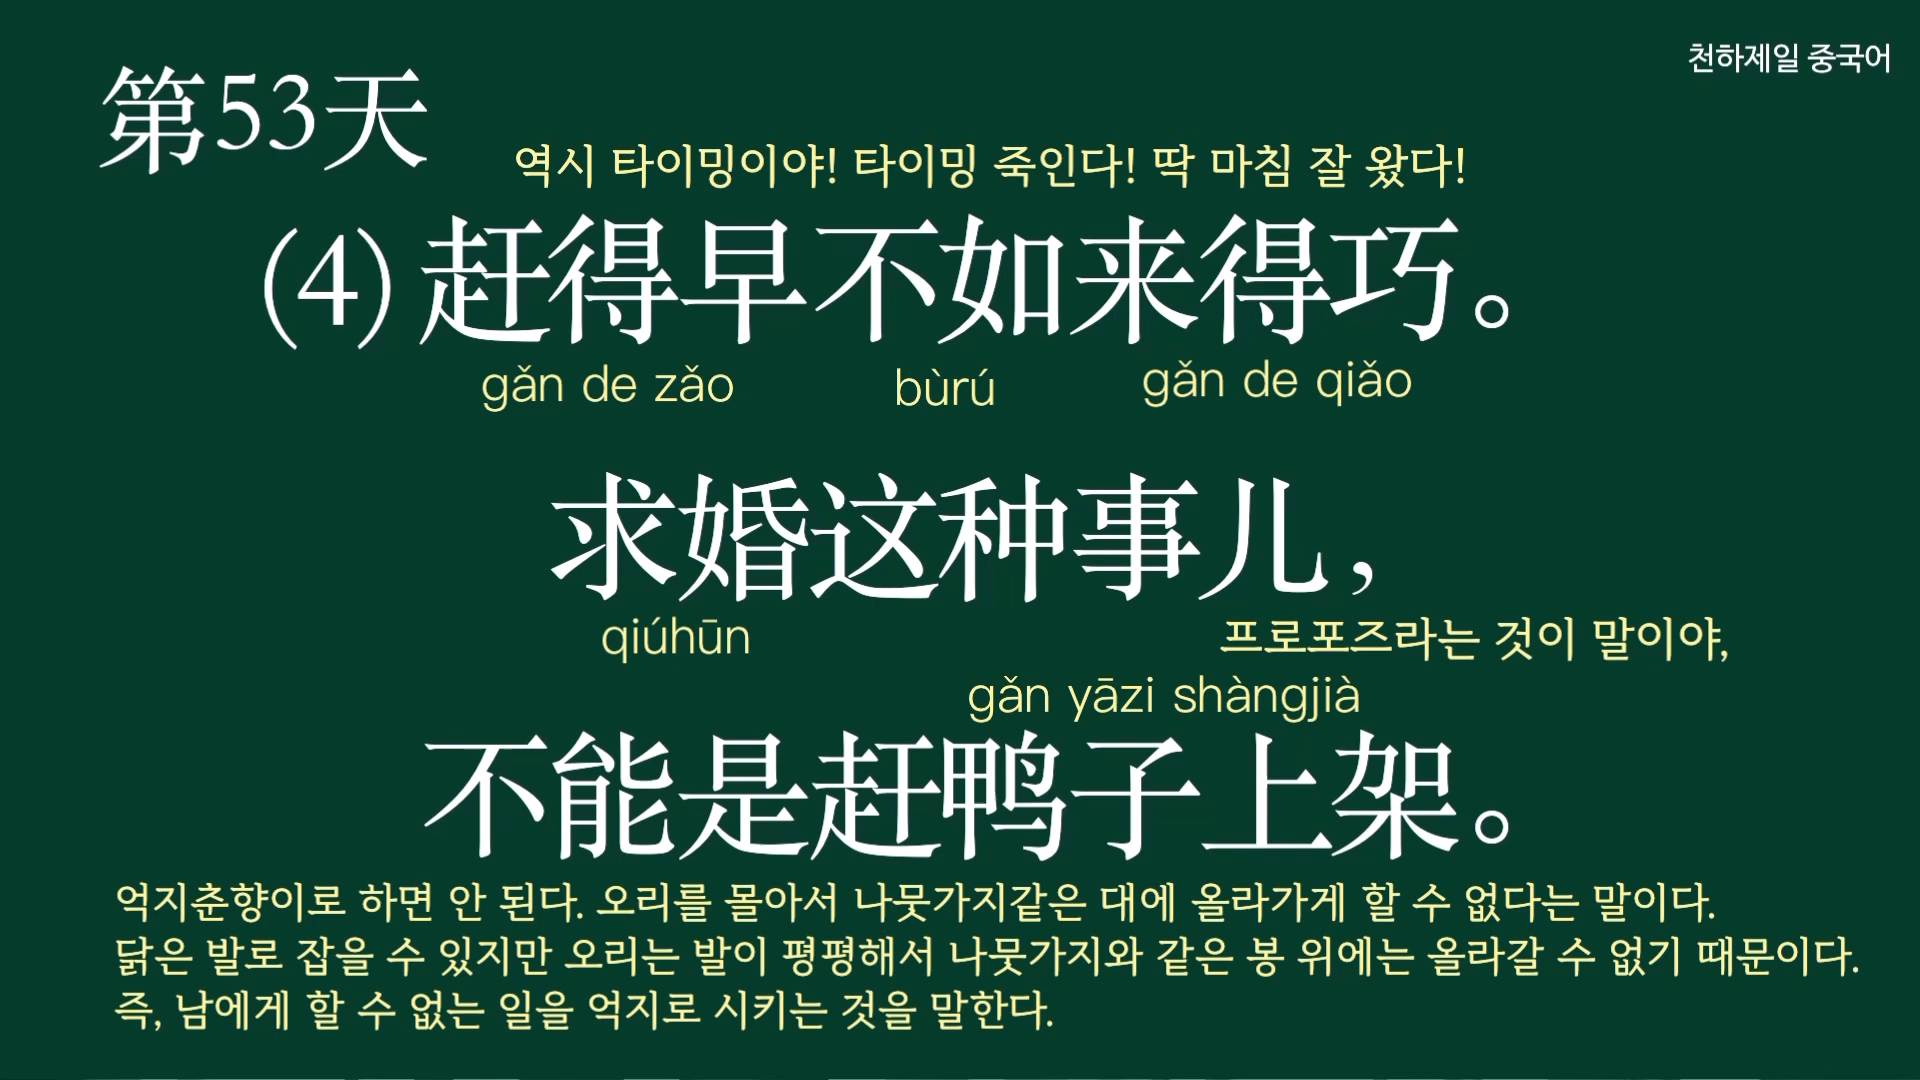 천하제일 중국어
第53天
역시 타이밍이야! 타이밍 죽인다! 딱 마침 잘 왔다!
(4) 赶得早不如来得巧。
gǎn de zǎo bùrú gǎn de qiǎo
求婚这种事儿,
qiúhūn 프로포즈라는 것이 말이야,
gǎn yāzi shàngjià
不能是赶鸭子上架。
억지춘향이로 하면 안 된다. 오리를 몰아서 나뭇가지같은 대에 올라가게 할 수 없다는 말이다.
닭은 발로 잡을 수 있지만 오리는 발이 평평해서 나뭇가지와 같은 봉 위에는 올라갈 수 없기 때문이다.
즉, 남에게 할 수 없는 일을 억지로 시키는 것을 말한다.